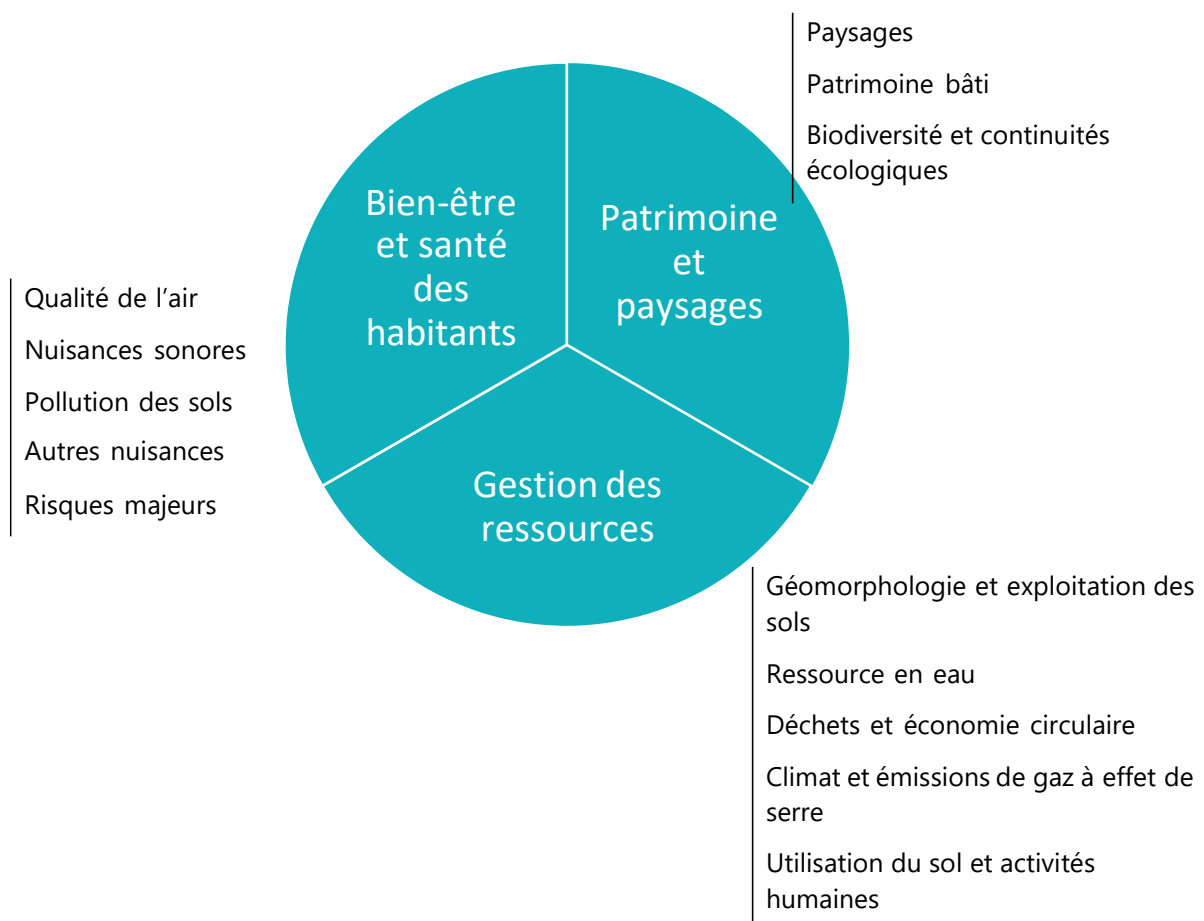 Paysages
Patrimoine bâti
Biodiversité et continuités
écologiques
Bien-être
et santé
des
habitants
Patrimoine
et
paysages
Qualité de l’air
Nuisances sonores
Pollution des sols
Autres nuisances
Risques majeurs
Gestion des
ressources
Géomorphologie et exploitation des
sols
Ressource en eau
Déchets et économie circulaire
Climat et émissions de gaz à effet de
serre
Utilisation du sol et activités
humaines